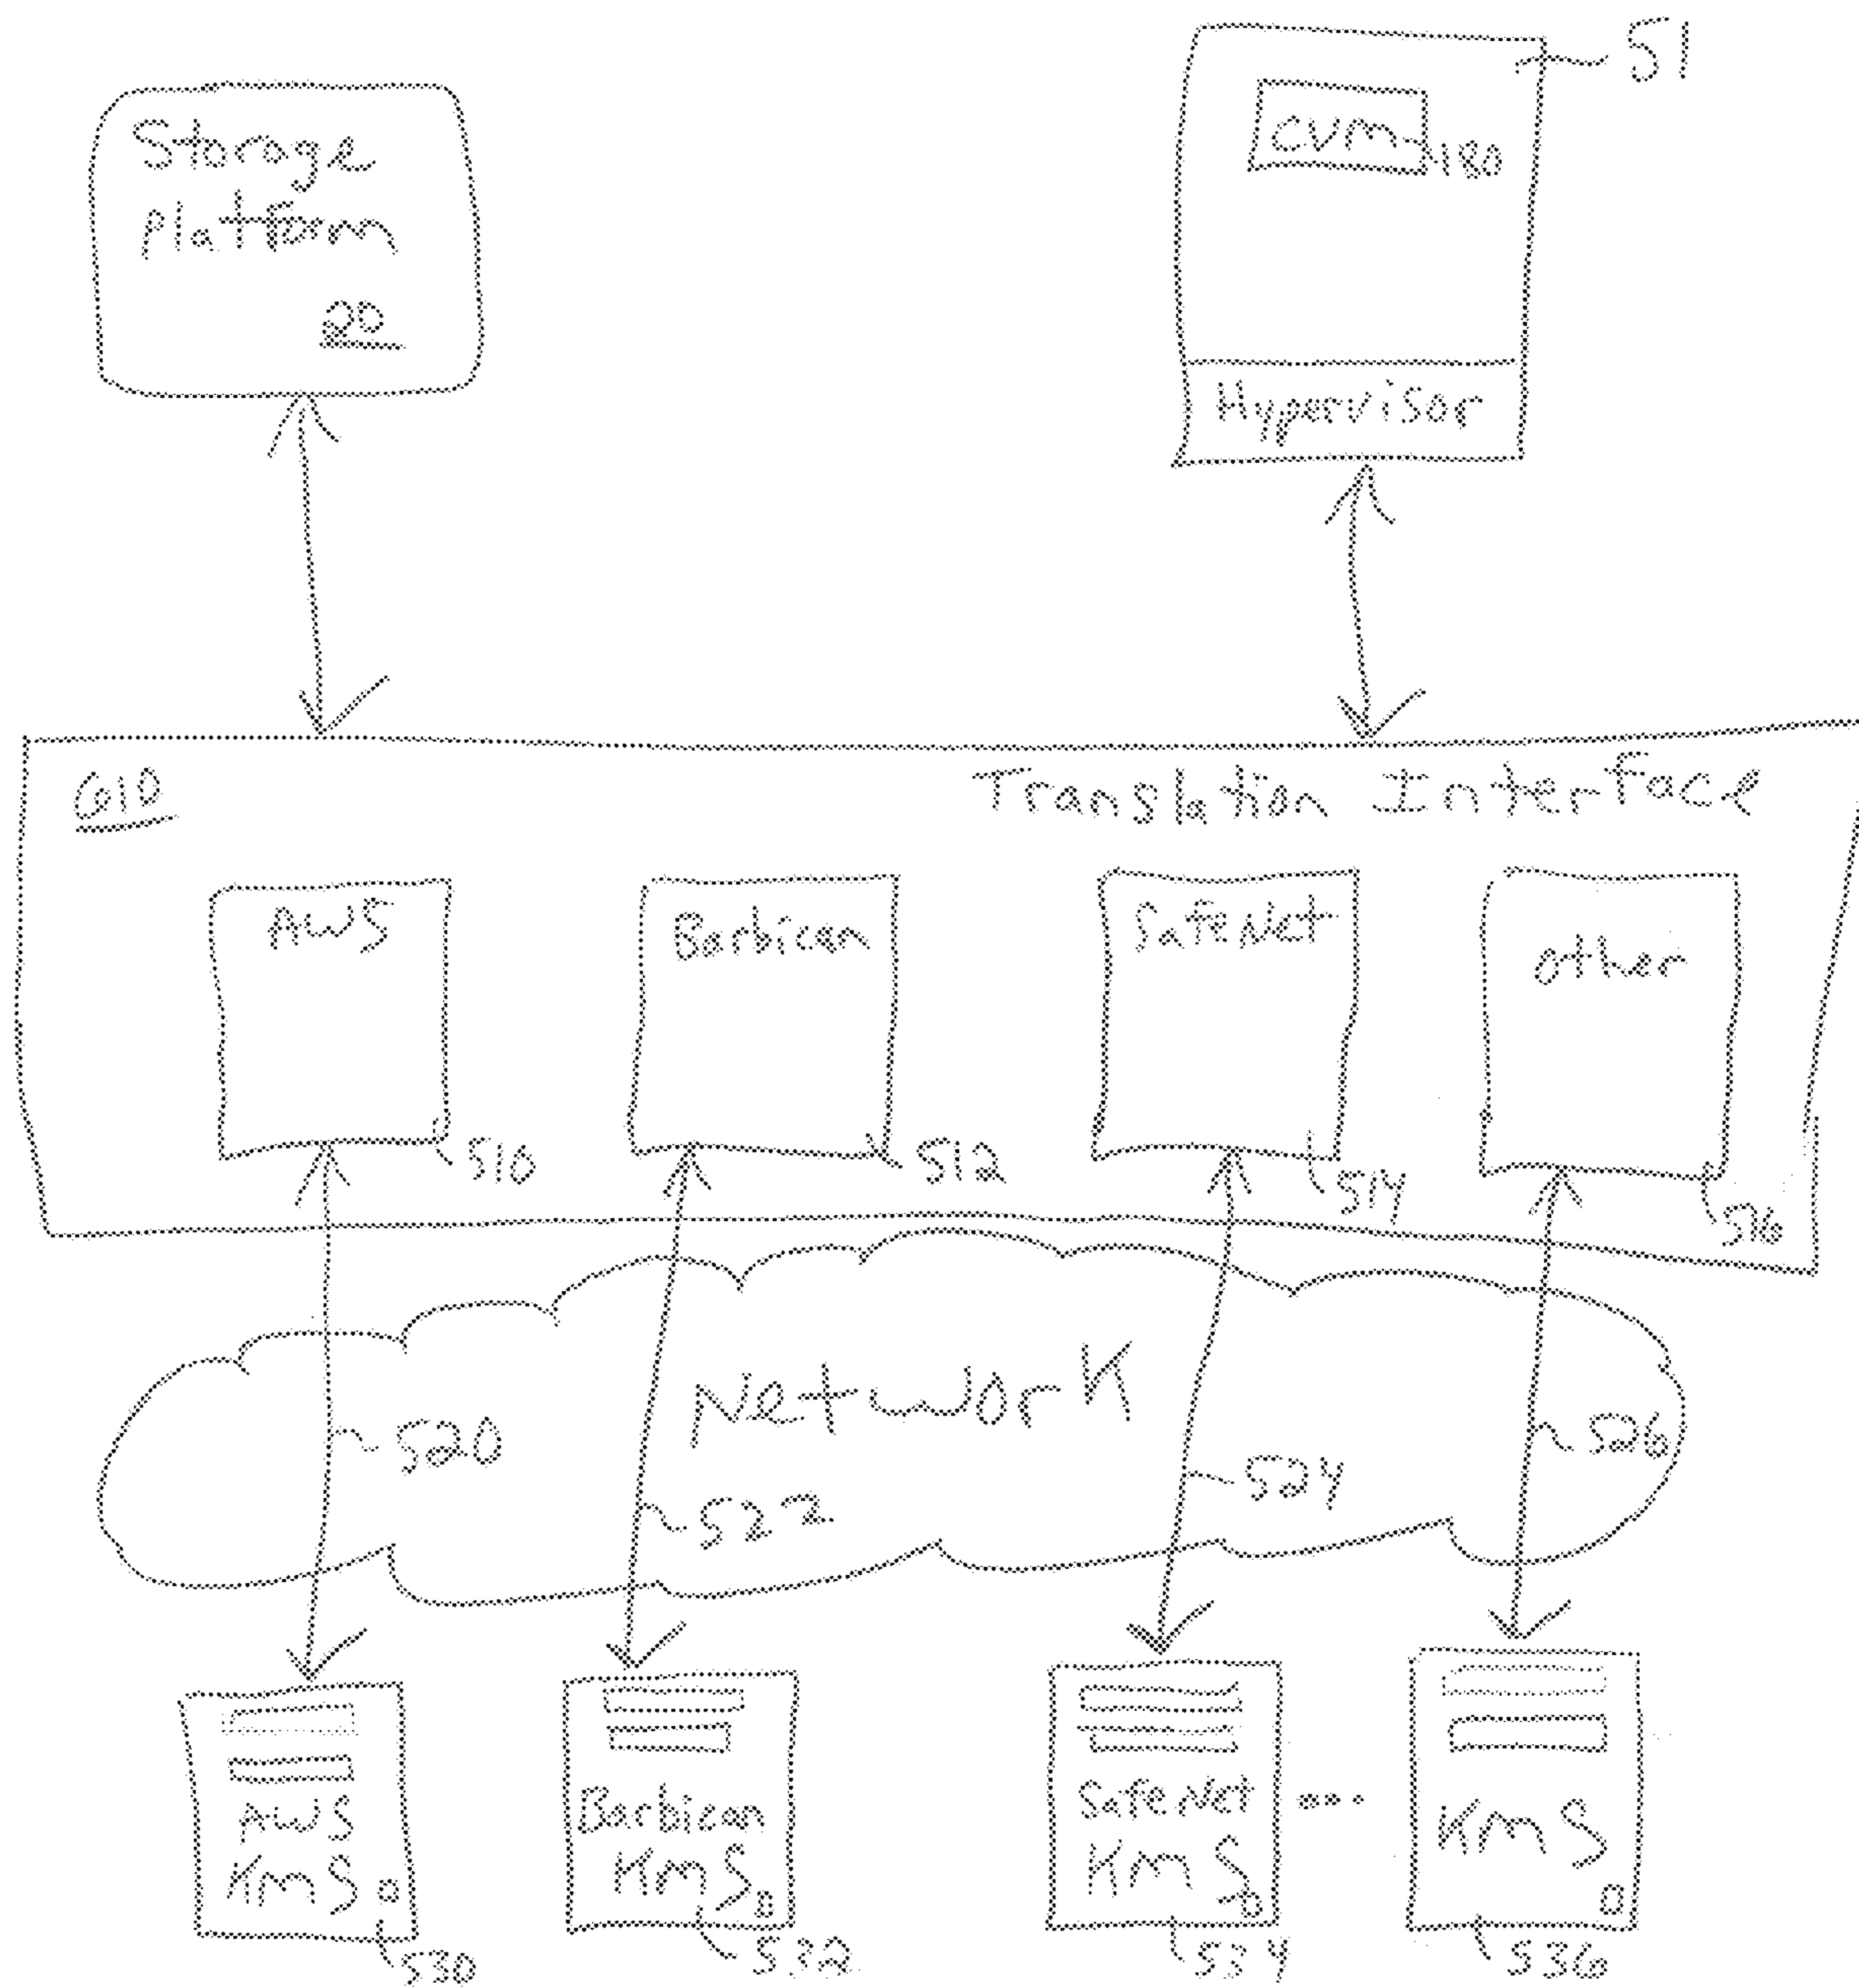 Storage
Platform
20
51
CVM
180
Hypervisor
610
Translation Interface
AWS
Barbican
SafeNet
Other
510
512
514
516
Network
520
522
524
526
AWS
KMS
530
Barbican
KMS
532
SafeNet
KMS
534
...
KMS
536